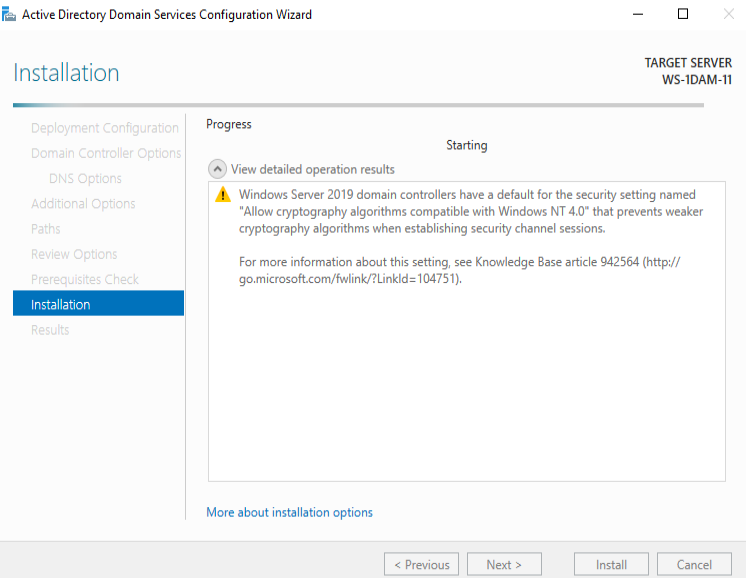 Active Directory Domain Services Configuration Wizard
Installation
TARGET SERVER
WS-1DAM-11
Deployment Configuration
Domain Controller Options
DNS Options
Additional Options
Paths
Review Options
Prerequisites Check
Installation
Results
Progress
Starting
View detailed operation results
Windows Server 2019 domain controllers have a default for the security setting named
"Allow cryptography algorithms compatible with Windows NT 4.0" that prevents weaker
cryptography algorithms when establishing security channel sessions.
For more information about this setting, see Knowledge Base article 942564 (http://
go.microsoft.com/fwlink/?LinkId=104751).
More about installation options
< Previous
Next >
Install
Cancel